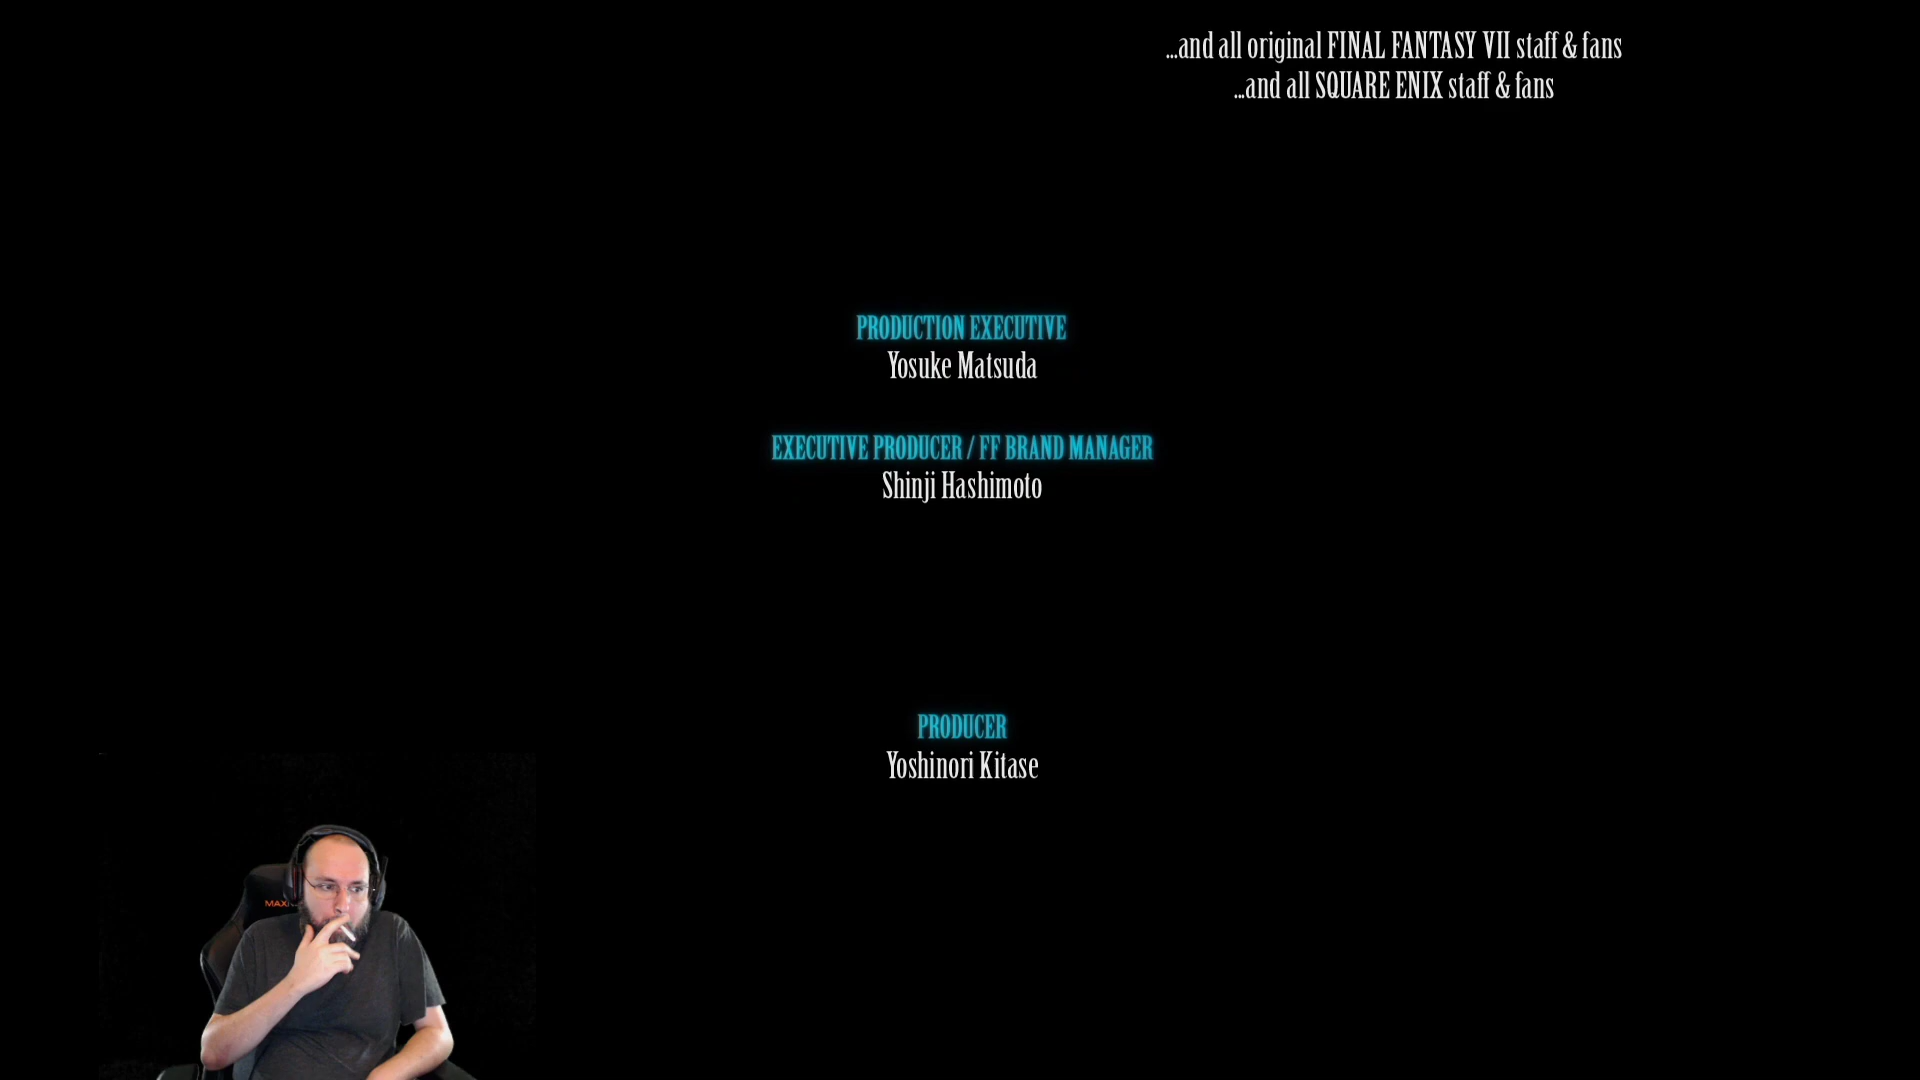 ...and all original FINAL FANTASY VII staff & fans
...and all SQUARE ENIX staff & fans
PRODUCTION EXECUTIVE
Yosuke Matsuda
EXECUTIVE PRODUCER / FF BRAND MANAGER
Shinji Hashimoto
PRODUCER
Yoshinori Kitase